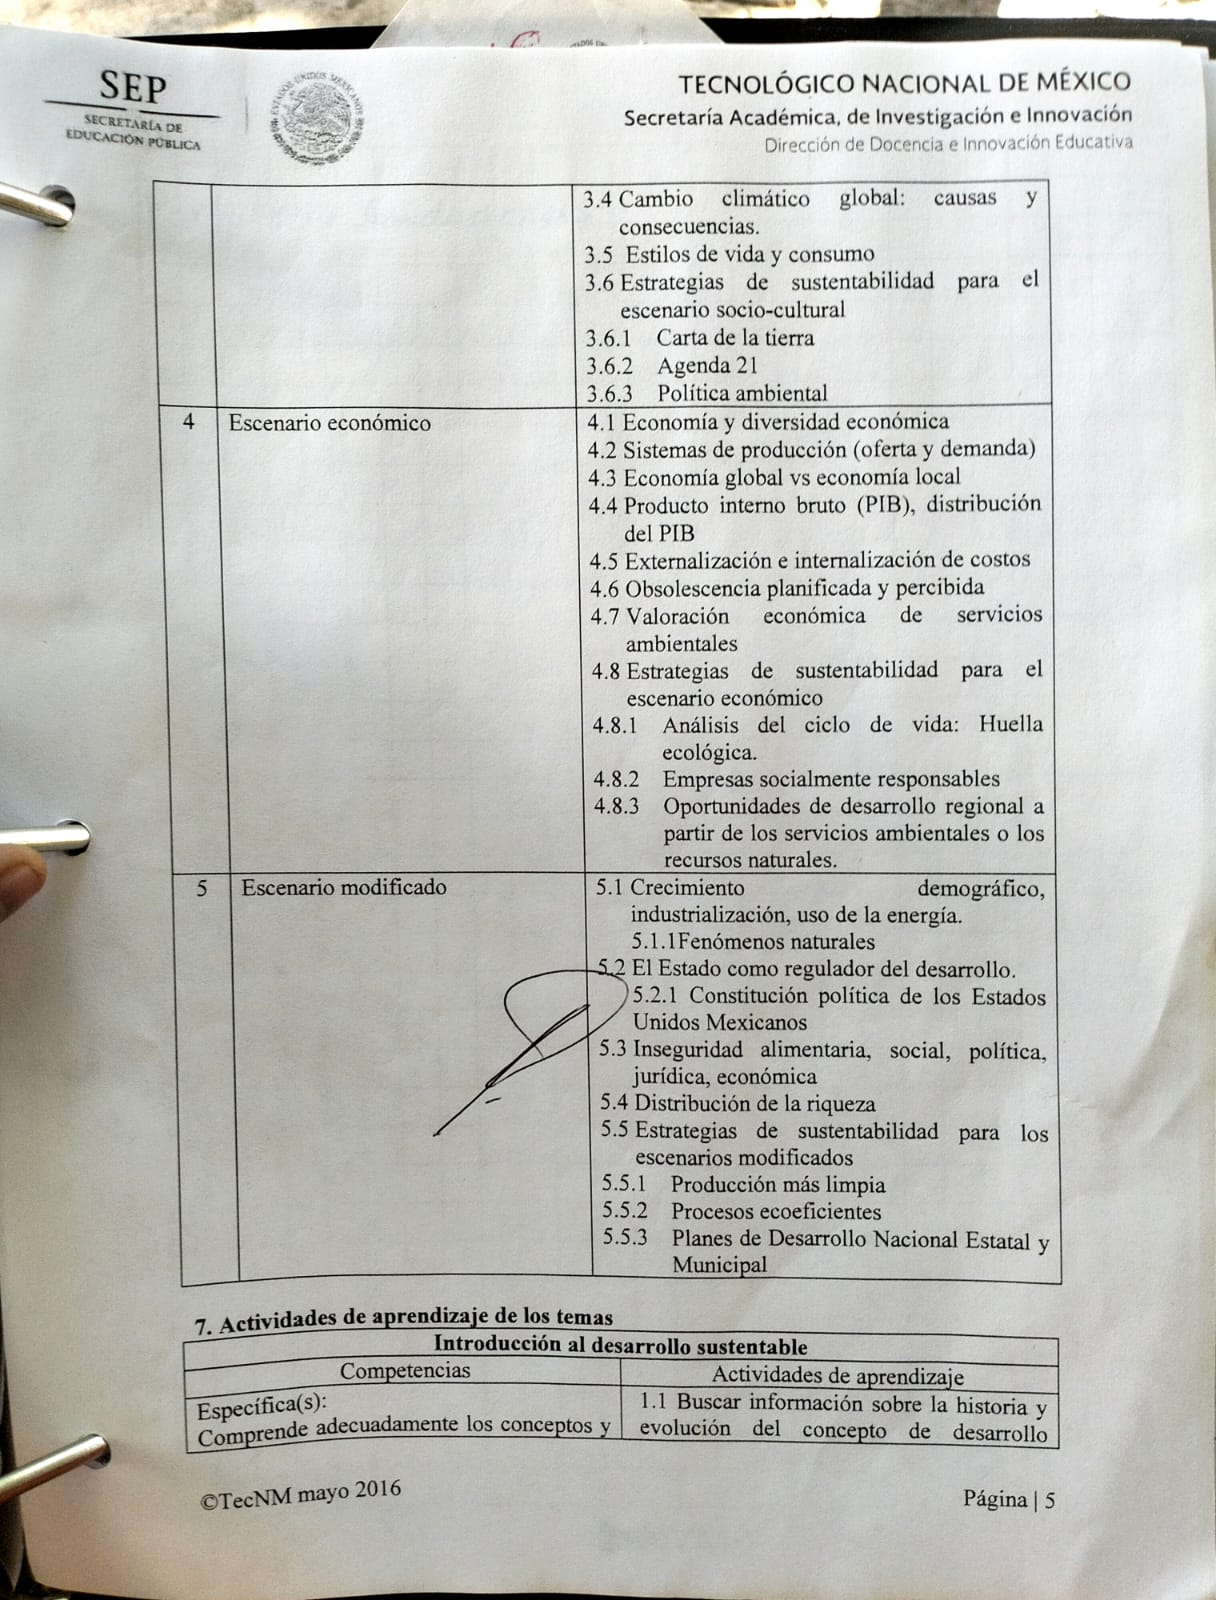 SEP
SECRETARÍA DE
EDUCACIÓN PÚBLICA
ESTADOS UNIDOS MEXICANOS
TECNOLÓGICO NACIONAL DE MÉXICO
Secretaría Académica, de Investigación e Innovación
Dirección de Docencia e Innovación Educativa
3.4 Cambio climático global: causas y
consecuencias.
3.5 Estilos de vida y consumo
3.6 Estrategias de sustentabilidad para el
escenario socio-cultural
3.6.1 Carta de la tierra
3.6.2 Agenda 21
3.6.3 Política ambiental
4 Escenario económico
4.1 Economía y diversidad económica
4.2 Sistemas de producción (oferta y demanda)
4.3 Economía global vs economía local
4.4 Producto interno bruto (PIB), distribución
del PIB
4.5 Externalización e internalización de costos
4.6 Obsolescencia planificada y percibida
4.7 Valoración económica de servicios
ambientales
4.8 Estrategias de sustentabilidad para el
escenario económico
4.8.1 Análisis del ciclo de vida: Huella
ecológica.
4.8.2 Empresas socialmente responsables
4.8.3 Oportunidades de desarrollo regional a
partir de los servicios ambientales o los
recursos naturales.
5 Escenario modificado
5.1 Crecimiento demográfico,
industrialización, uso de la energía.
5.1.1Fenómenos naturales
5.2 El Estado como regulador del desarrollo.
5.2.1 Constitución política de los Estados
Unidos Mexicanos
5.3 Inseguridad alimentaria, social, política,
jurídica, económica
5.4 Distribución de la riqueza
5.5 Estrategias de sustentabilidad para los
escenarios modificados
5.5.1 Producción más limpia
5.5.2 Procesos ecoeficientes
5.5.3 Planes de Desarrollo Nacional Estatal y
Municipal
7. Actividades de aprendizaje de los temas
Introducción al desarrollo sustentable
Competencias
Actividades de aprendizaje
Específica(s):
Comprende adecuadamente los conceptos y
1.1 Buscar información sobre la historia y
evolución del concepto de desarrollo
©TecNM mayo 2016
Página | 5